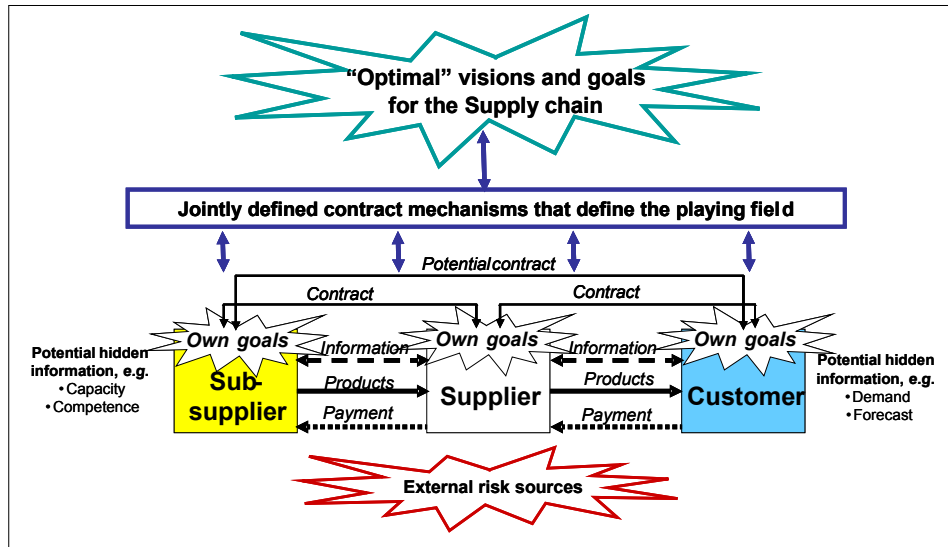 “Optimal” visions and goals
for the Supply chain
Jointly defined contract mechanisms that define the playing field
Potential contract
Contract
Contract
Own goals
Own goals
Own goals
Potential hidden
information, e.g.
• Capacity
• Competence
Information
Information
Potential hidden
information, e.g.
• Demand
• Forecast
Sub-
supplier
Products
Supplier
Products
Customer
Payment
Payment
External risk sources